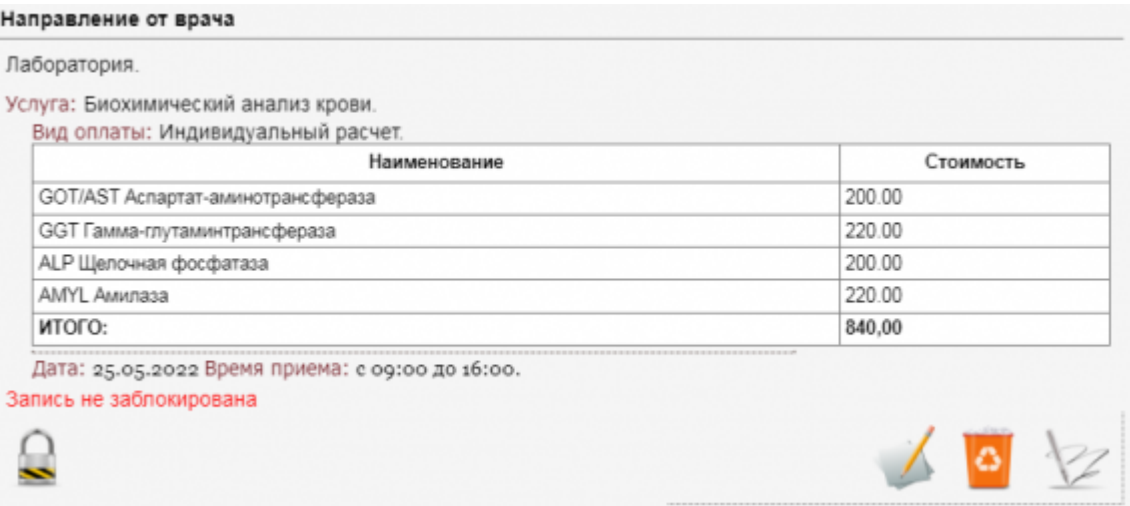 Направление от врача
Лаборатория.
Услуга: Биохимический анализ крови.
Вид оплаты: Индивидуальный расчет.
Наименование Стоимость
GOT/AST Аспартат-аминотрансфераза 200.00
GGT Гамма-глутаминтрансфераза 220.00
ALP Щелочная фосфатаза 200.00
AMYL Амилаза 220.00
ИТОГО: 840,00
Дата: 25.05.2022 Время приема: с 09:00 до 16:00.
Запись не заблокирована